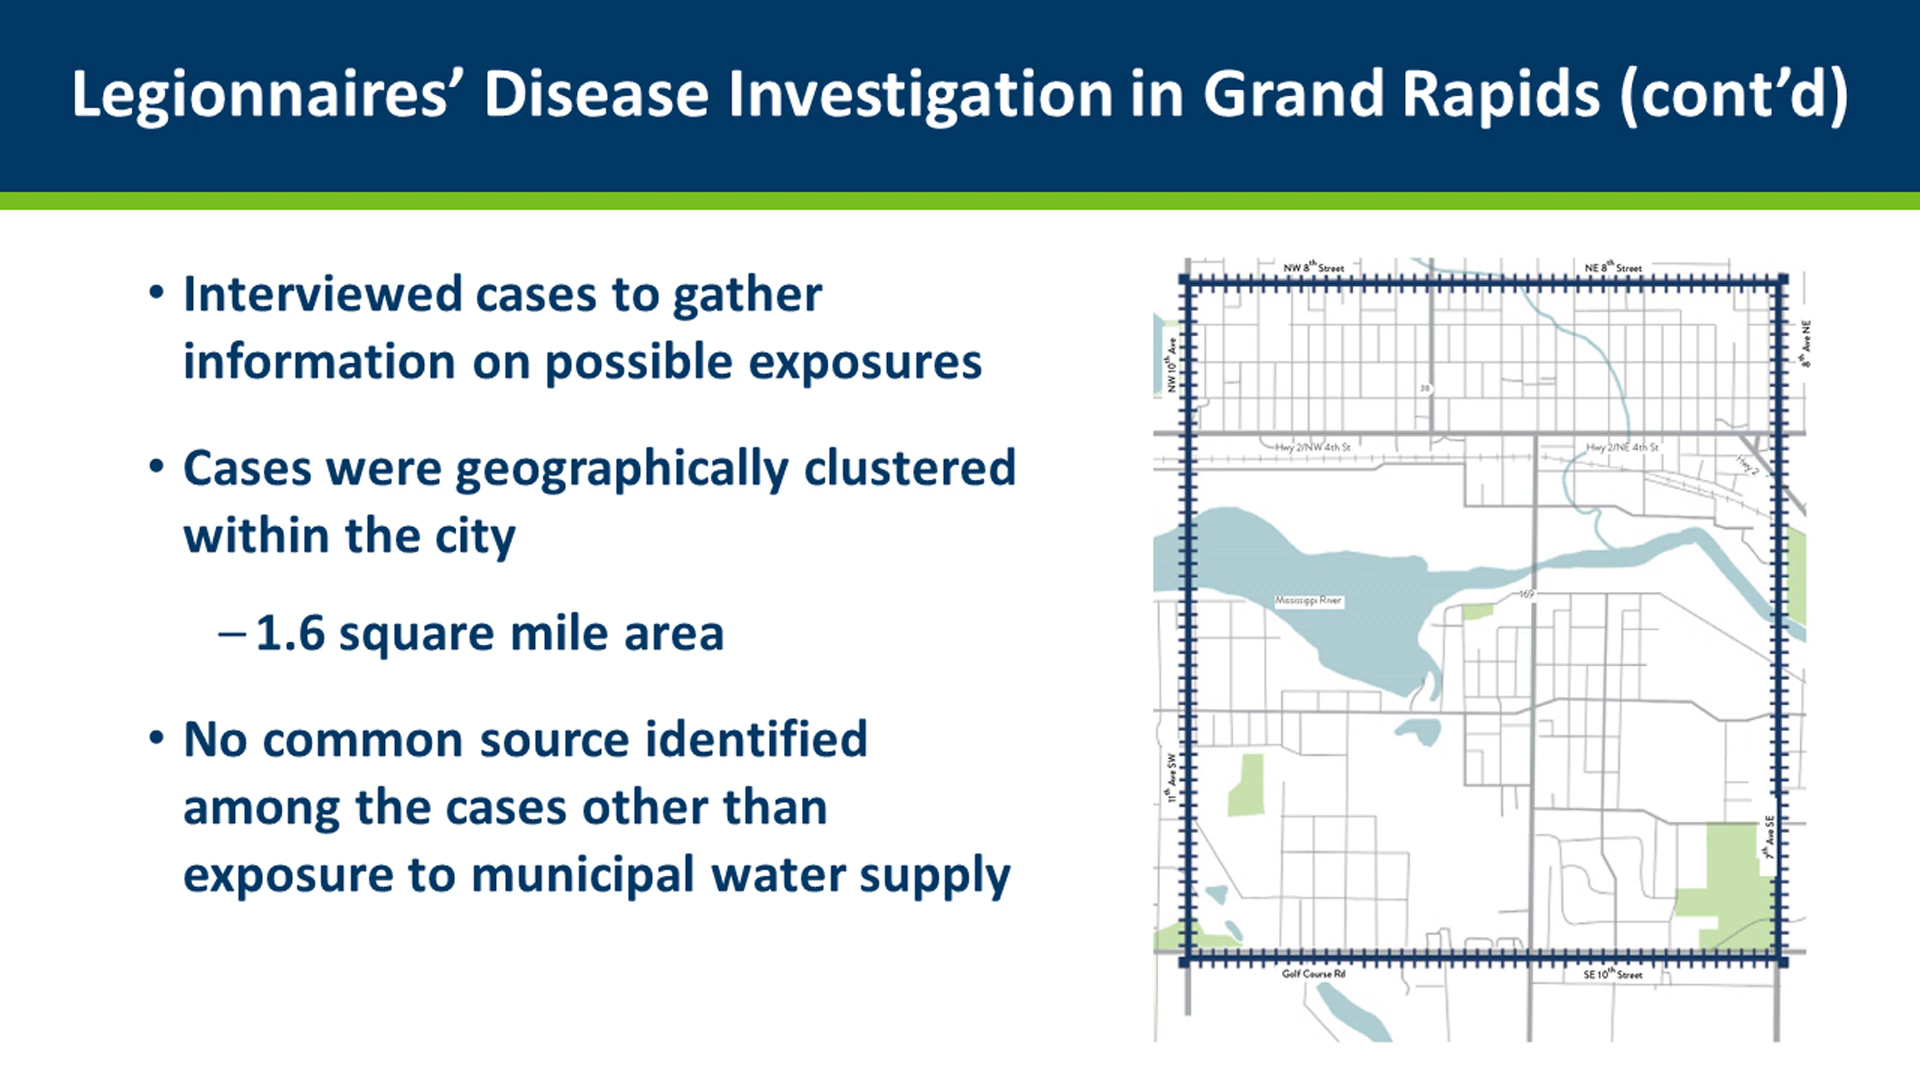 Legionnaires’ Disease Investigation in Grand Rapids (cont’d)
• Interviewed cases to gather
information on possible exposures
• Cases were geographically clustered
within the city
– 1.6 square mile area
• No common source identified
among the cases other than
exposure to municipal water supply
NW 8th Street
NE 8th Street
NW 10th Ave
8th Ave NE
38
Hwy 2/NW 4th St
Hwy 2/NE 4th St
Hwy 2
Mississippi River
169
11th Ave SW
7th Ave SE
Golf Course Rd
SE 10th Street